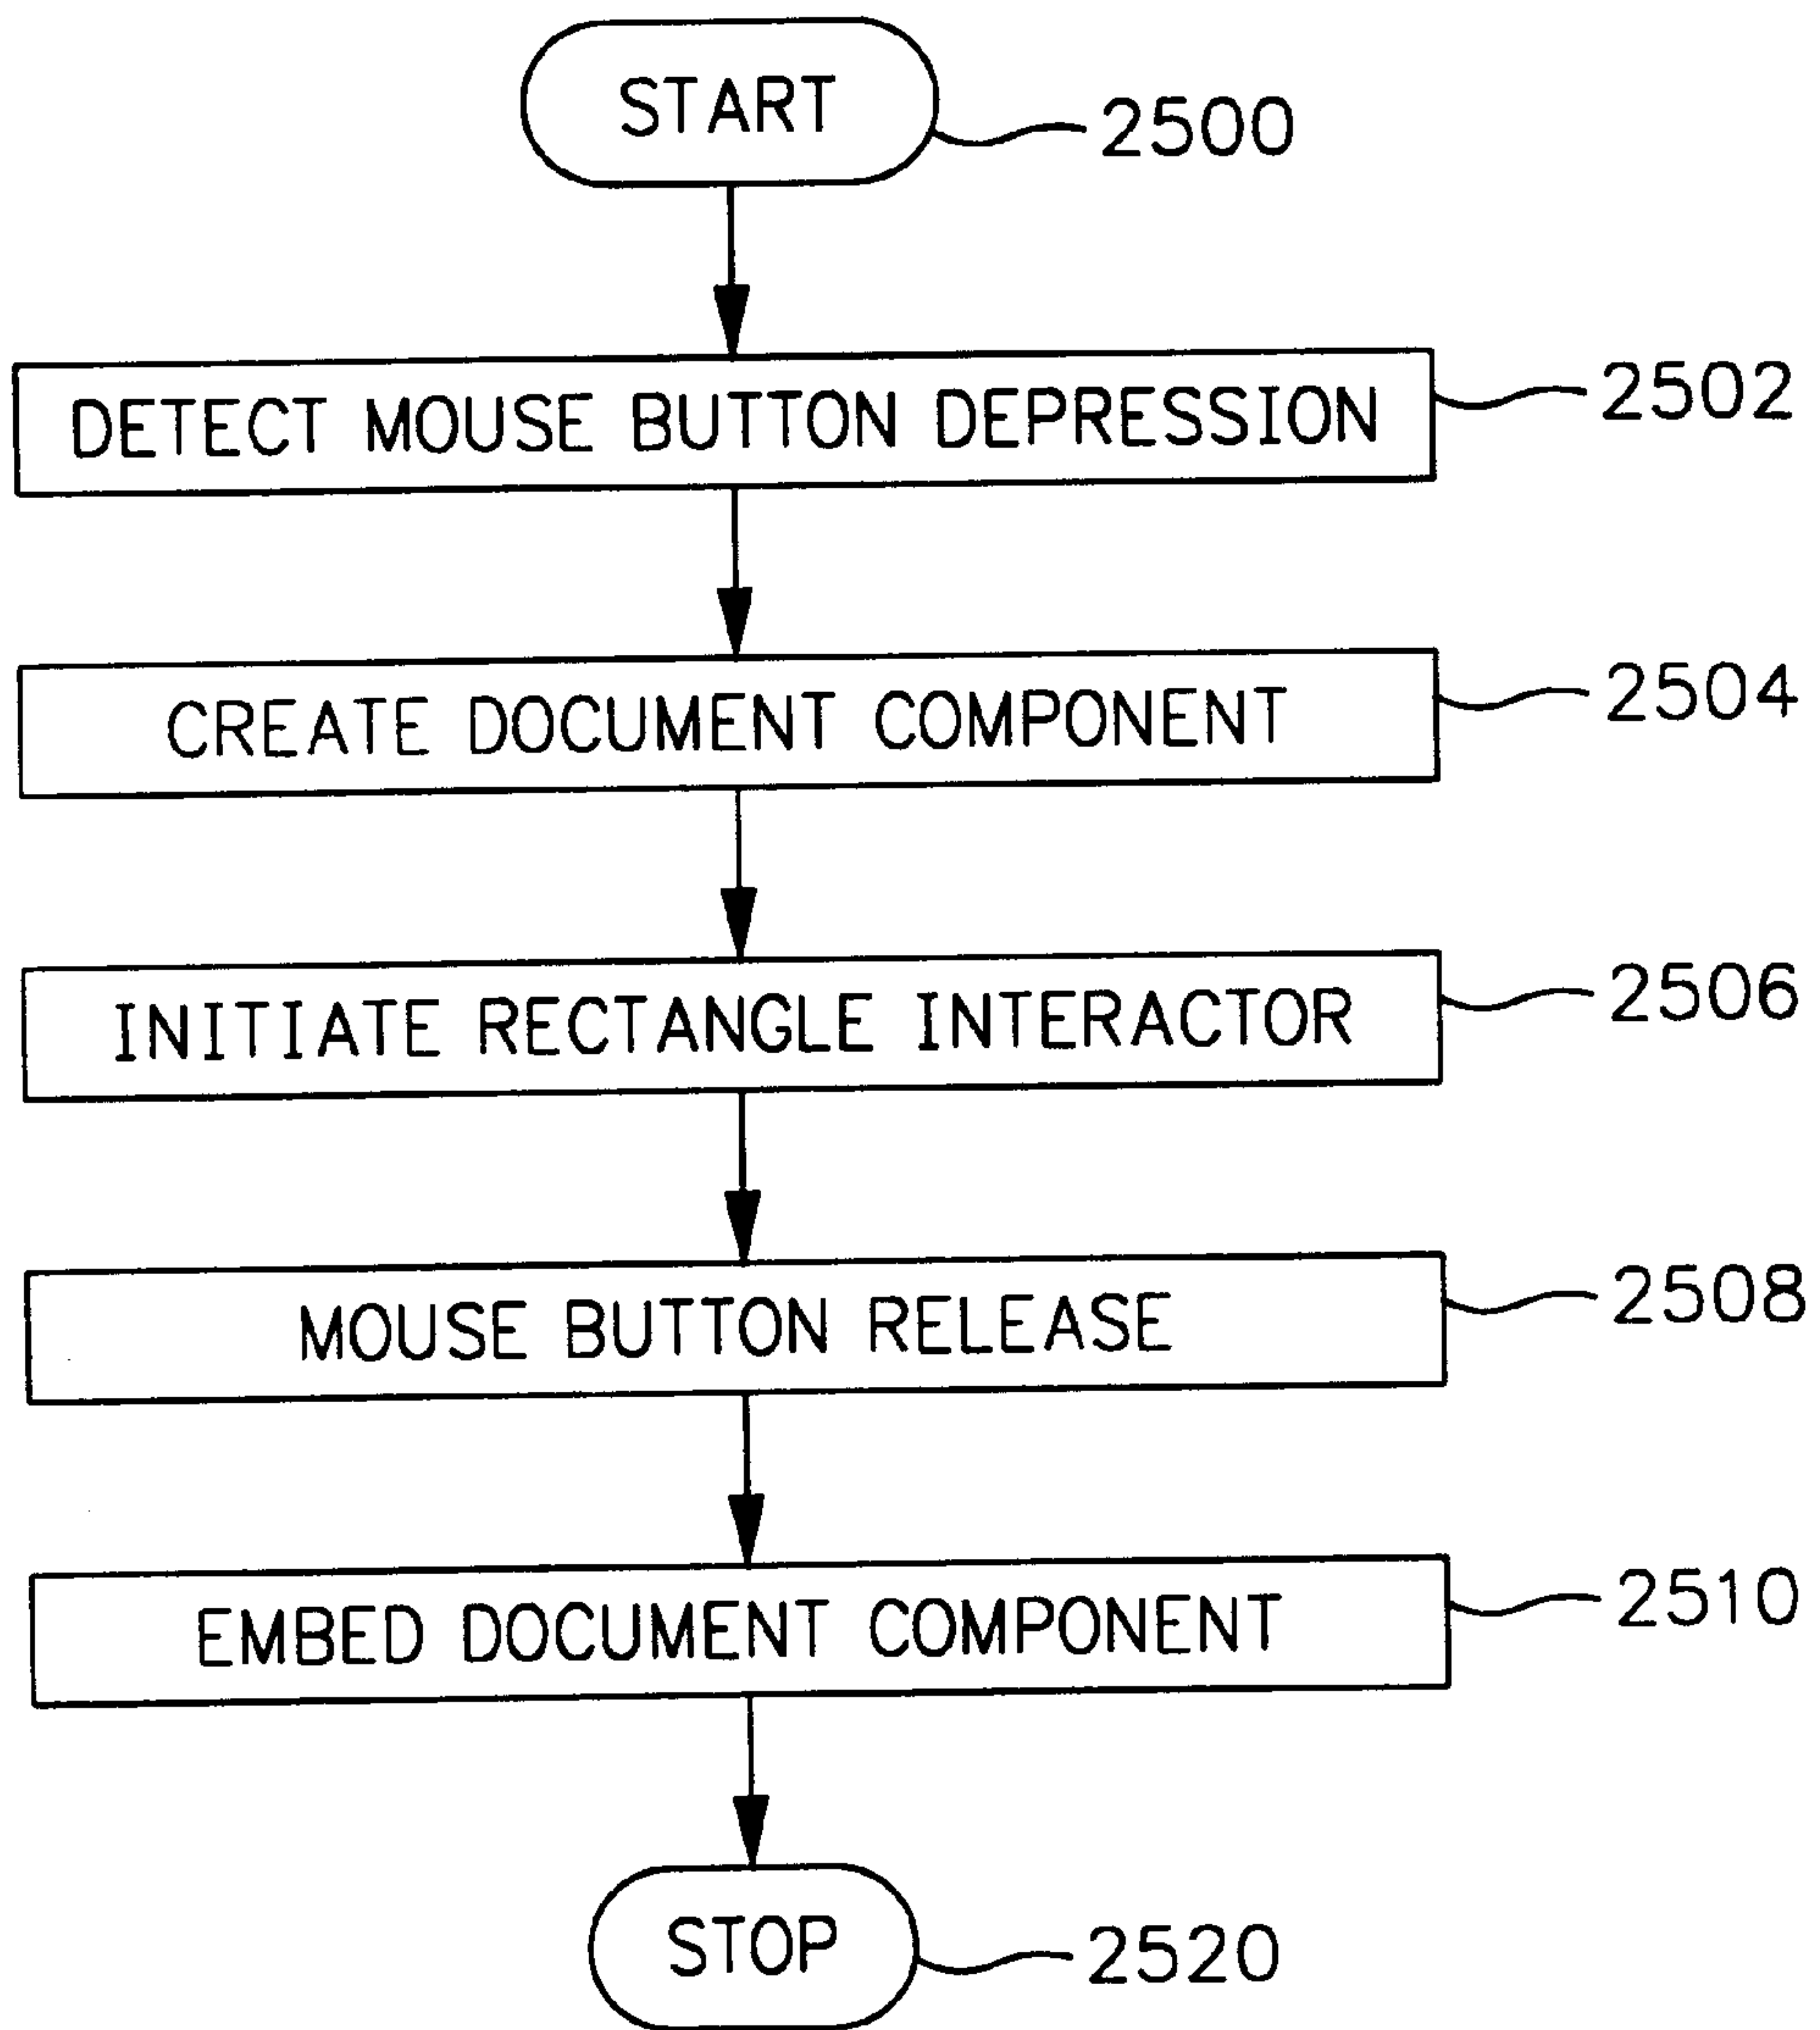 START
2500
DETECT MOUSE BUTTON DEPRESSION
2502
CREATE DOCUMENT COMPONENT
2504
INITIATE RECTANGLE INTERACTOR
2506
MOUSE BUTTON RELEASE
2508
EMBED DOCUMENT COMPONENT
2510
STOP
2520